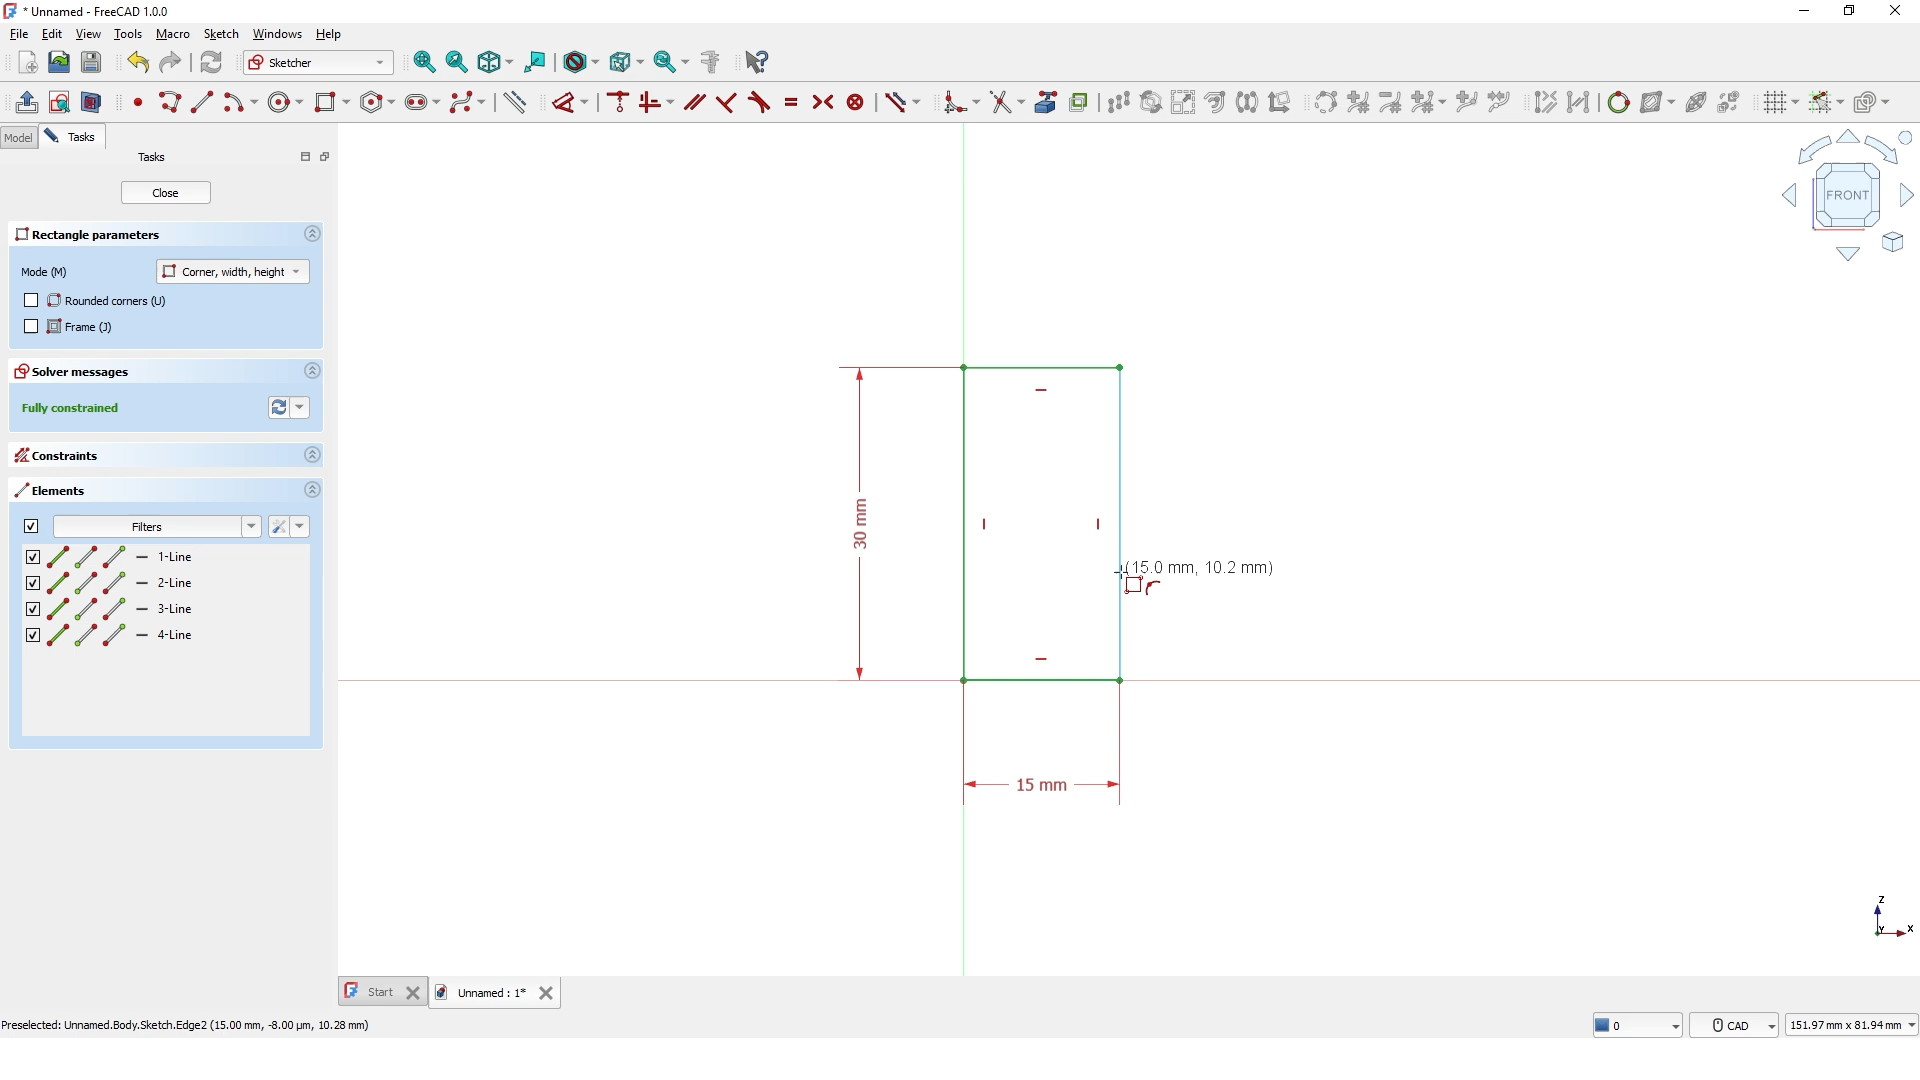 * Unnamed - FreeCAD 1.0.0
File Edit View Tools Macro Sketch Windows Help
Sketcher
Model Tasks
Tasks
Close
Rectangle parameters
Mode (M) Corner, width, height
Rounded corners (U)
Frame (J)
Solver messages
Fully constrained
Constraints
Elements
Filters
1-Line
2-Line
3-Line
4-Line
FRONT
30 mm
(15.0 mm, 10.2 mm)
15 mm
Z
Y X
Start Unnamed : 1*
Preselected: Unnamed.Body.Sketch.Edge2 (15.00 mm, -8.00 µm, 10.28 mm)
0 CAD 151.97 mm x 81.94 mm